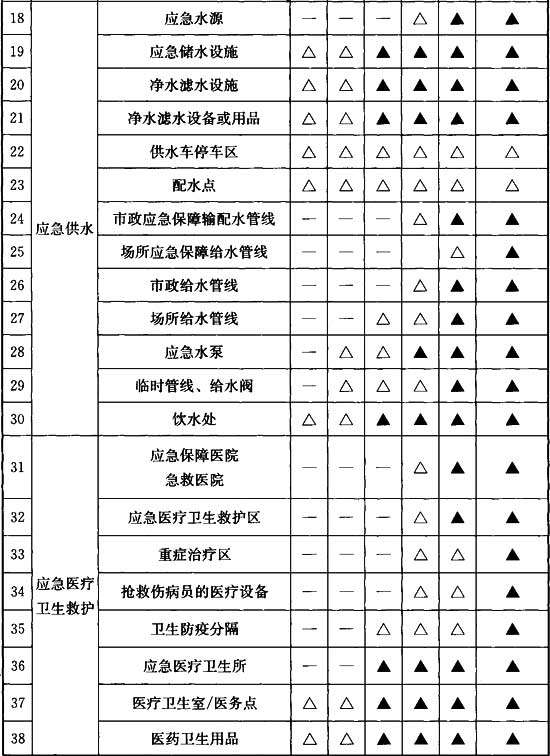 18 应急水源 — — — △ ▲ ▲
19 应急储水设施 △ △ ▲ ▲ ▲ ▲
20 净水滤水设施 △ △ ▲ ▲ ▲ ▲
21 净水滤水设备或用品 △ △ ▲ ▲ ▲ ▲
22 供水车停车区 △ △ △ △ △ △
23 配水点 △ △ △ △ △ △
应急供水
24 市政应急保障输配水管线 — — — △ ▲ ▲
25 场所应急保障给水管线 — — — △ ▲
26 市政给水管线 — — — △ ▲ ▲
27 场所给水管线 — — △ △ ▲ ▲
28 应急水泵 — △ △ ▲ ▲ ▲
29 临时管线、给水阀 — △ △ △ ▲ ▲
30 饮水处 △ △ ▲ ▲ ▲ ▲
31 应急保障医院
急救医院 — — — △ ▲ ▲
32 应急医疗卫生救护区 — — — △ ▲ ▲
33 重症治疗区 — — — △ △ ▲
应急医疗
卫生救护
34 抢救伤病员的医疗设备 — — — △ △ ▲
35 卫生防疫分隔 — — △ △ △ ▲
36 应急医疗卫生所 — — ▲ ▲ ▲ ▲
37 医疗卫生室/医务点 △ △ ▲ ▲ ▲ ▲
38 医药卫生用品 △ △ ▲ ▲ ▲ ▲